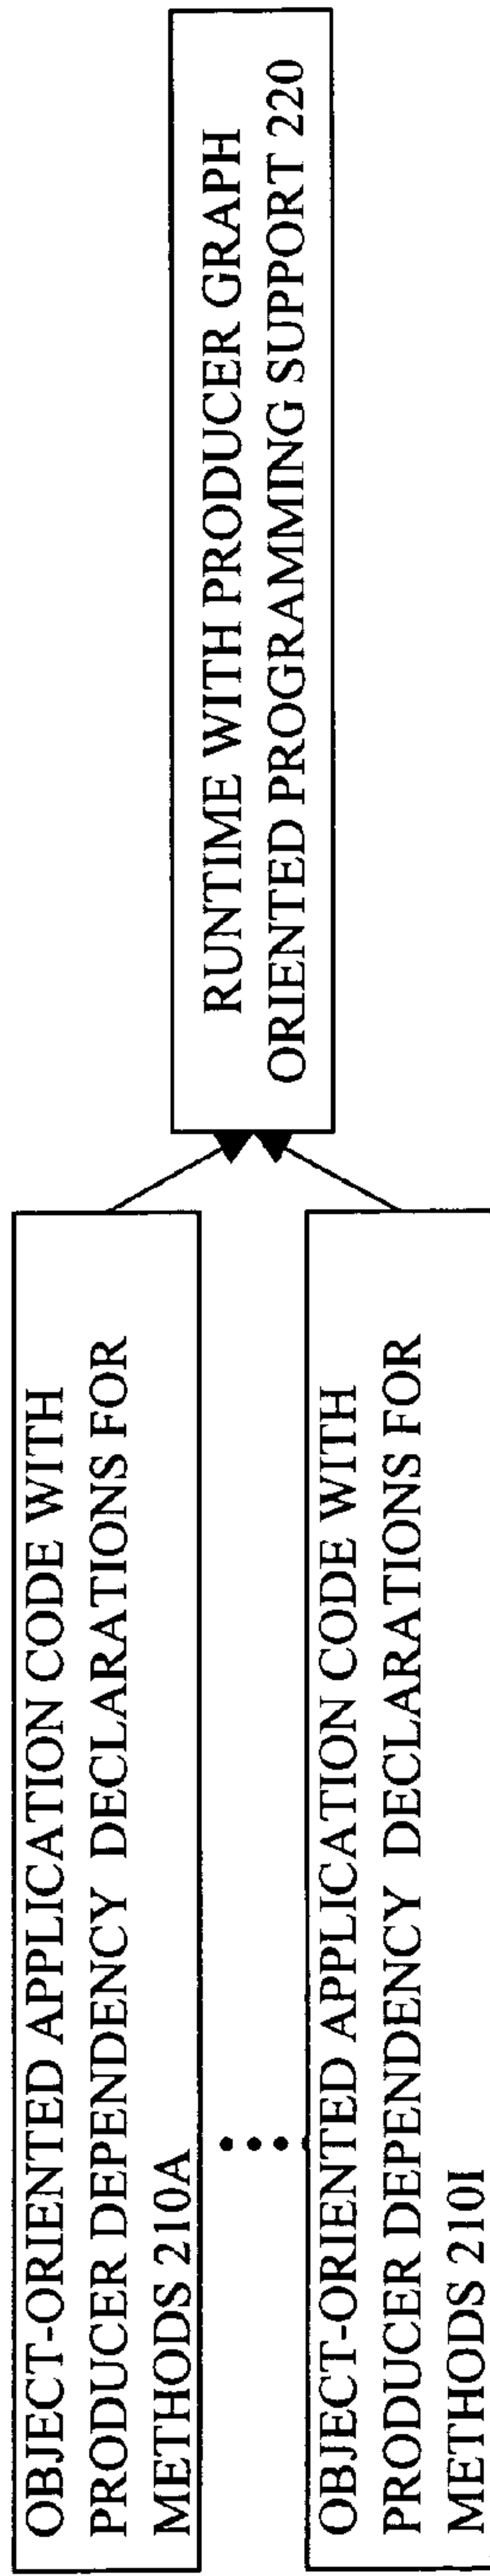 OBJECT-ORIENTED APPLICATION CODE WITH
PRODUCER DEPENDENCY DECLARATIONS FOR
METHODS 210A
OBJECT-ORIENTED APPLICATION CODE WITH
PRODUCER DEPENDENCY DECLARATIONS FOR
METHODS 210I
RUNTIME WITH PRODUCER GRAPH
ORIENTED PROGRAMMING SUPPORT 220